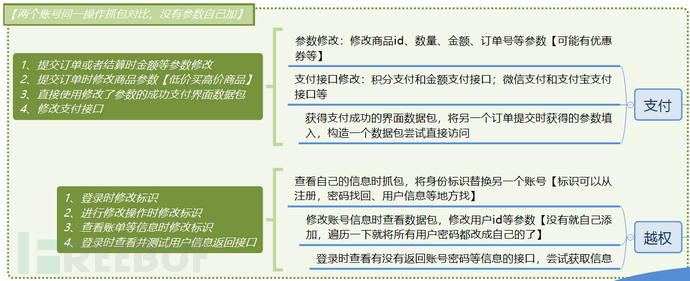 【两个账号同一操作抓包对比，没有参数自己加】
1、提交订单或者结算时金额等参数修改
2、提交订单时修改商品参数【低价买高价商品】
3、直接使用修改了参数的成功支付界面数据包
4、修改支付接口
参数修改：修改商品id、数量、金额、订单号等参数【可能有优惠
券等】
支付接口修改：积分支付和金额支付接口；微信支付和支付宝支付
接口等
获得支付成功的界面数据包，将另一个订单提交时获得的参数填
入，构造一个数据包尝试直接访问
支付
1、登录时修改标识
2、进行修改操作时修改标识
3、查看账单等信息时修改标识
4、登录时查看并测试用户信息返回接口
查看自己的信息时抓包，将身份标识替换另一个账号【标识可以从
注册，密码找回、用户信息等地方找】
修改账号信息时查看数据包，修改用户id等参数【没有就自己添
加，遍历一下就将所有用户密码都改成自己的了】
登录时查看有没有返回账号密码等信息的接口，尝试获取信息
越权
FREEBUF